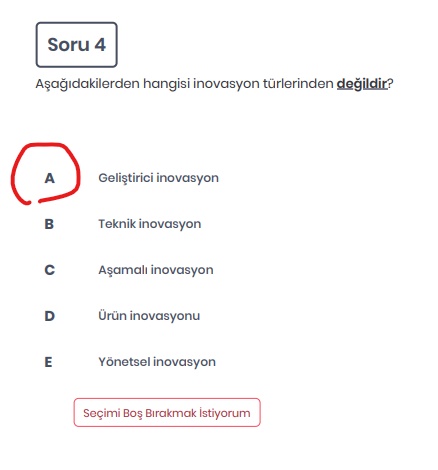 Soru 4
Aşağıdakilerden hangisi inovasyon türlerinden değildir?
A Geliştirici inovasyon
B Teknik inovasyon
C Aşamalı inovasyon
D Ürün inovasyonu
E Yönetsel inovasyon
Seçimi Boş Bırakmak İstiyorum